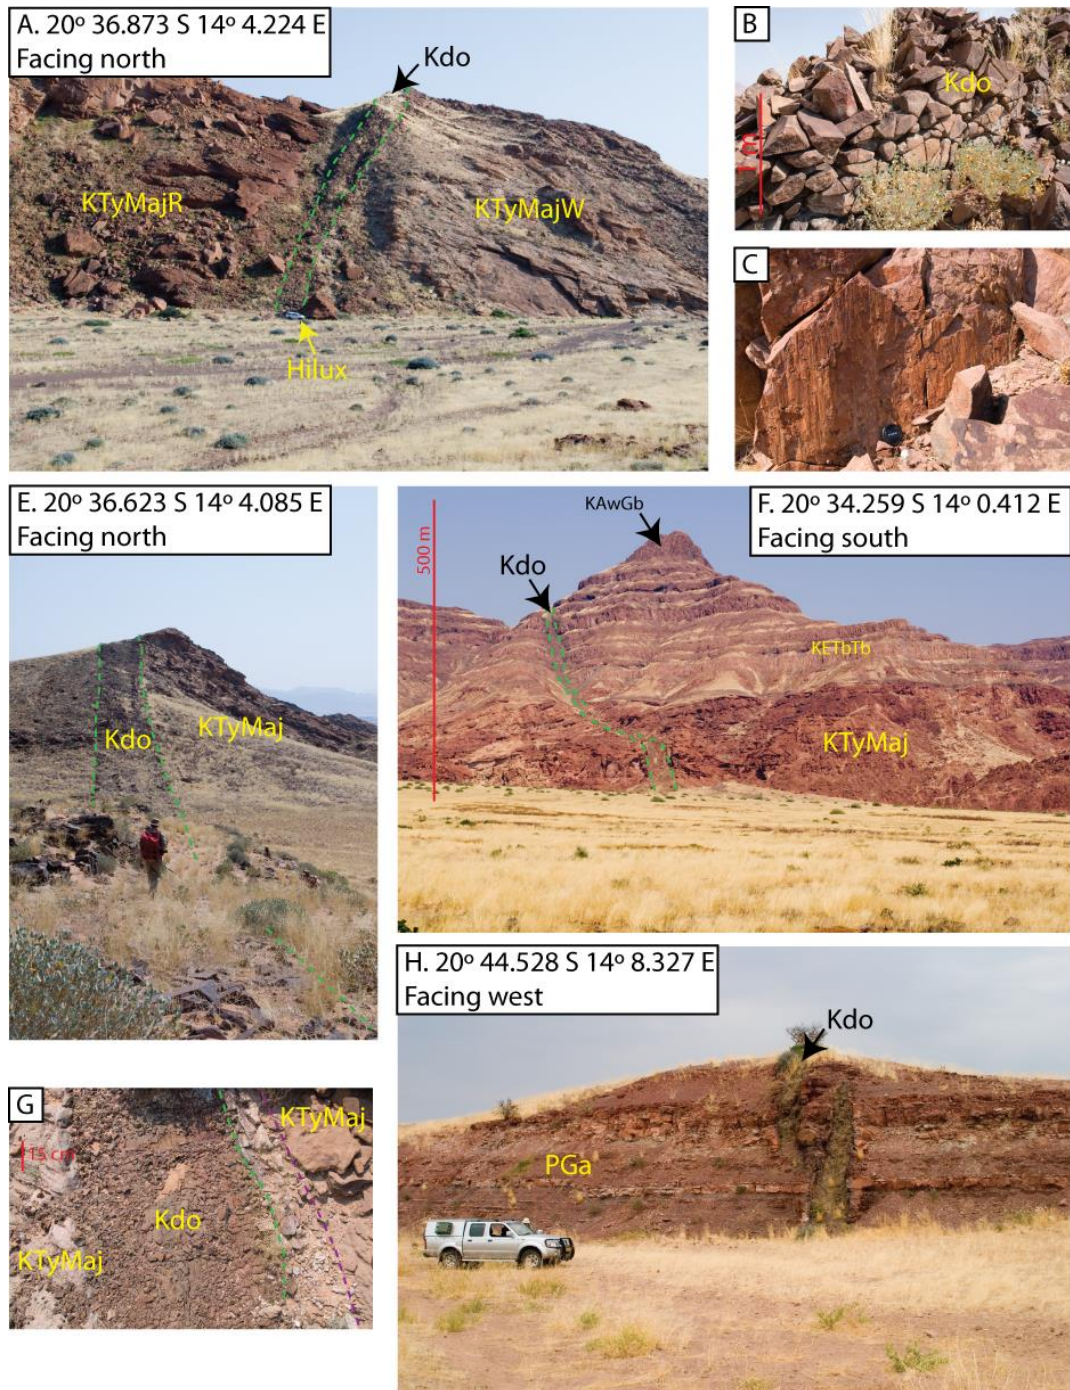 A. 20º 36.873 S 14º 4.224 E
Facing north
Kdo
KTyMajR
KTyMajW
Hilux
B
Kdo
1 m
C
E. 20º 36.623 S 14º 4.085 E
Facing north
Kdo
KTyMaj
F. 20º 34.259 S 14º 0.412 E
Facing south
500 m
KAwGb
Kdo
KETbTb
KTyMaj
G
KTyMaj
15 cm
Kdo
KTyMaj
H. 20º 44.528 S 14º 8.327 E
Facing west
Kdo
PGa